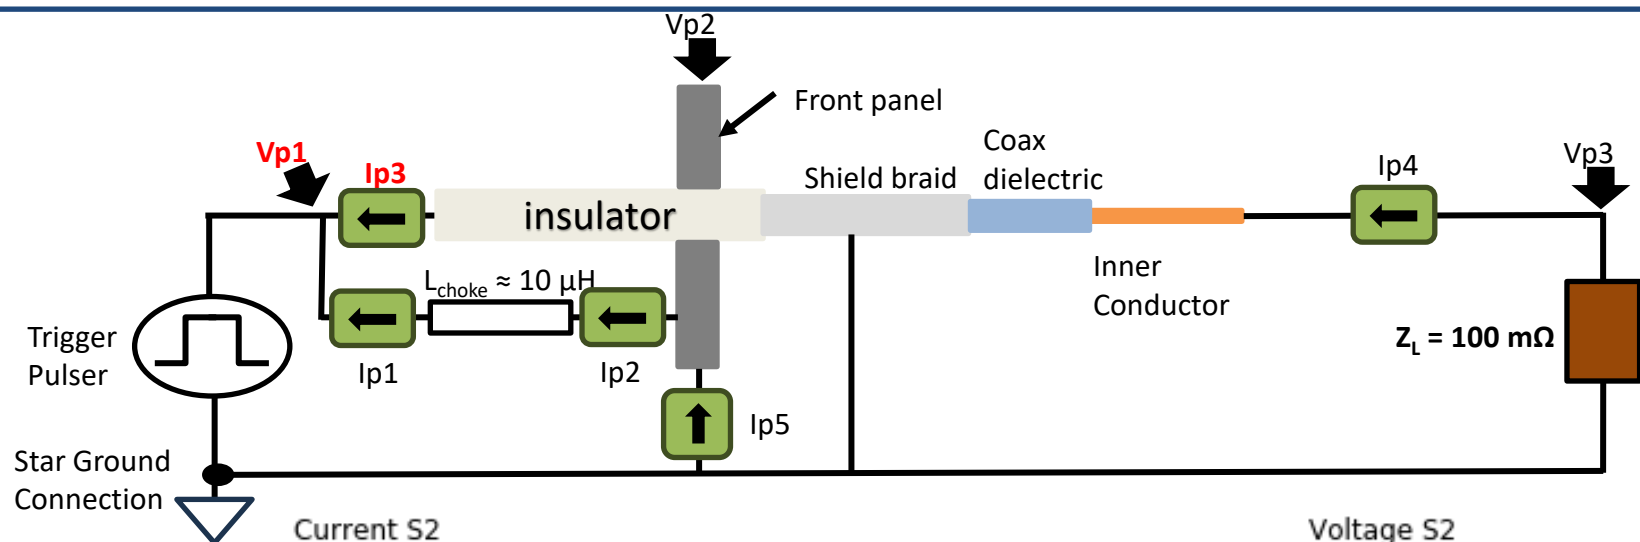 Vp2
Front panel
Vp1
Ip3
Coax
dielectric
Shield braid
Ip4
Vp3
insulator
Lchoke ≈ 10 µH
Inner
Conductor
Trigger
Pulser
ZL = 100 mΩ
Ip1
Ip2
Ip5
Star Ground
Connection
Current S2
Voltage S2